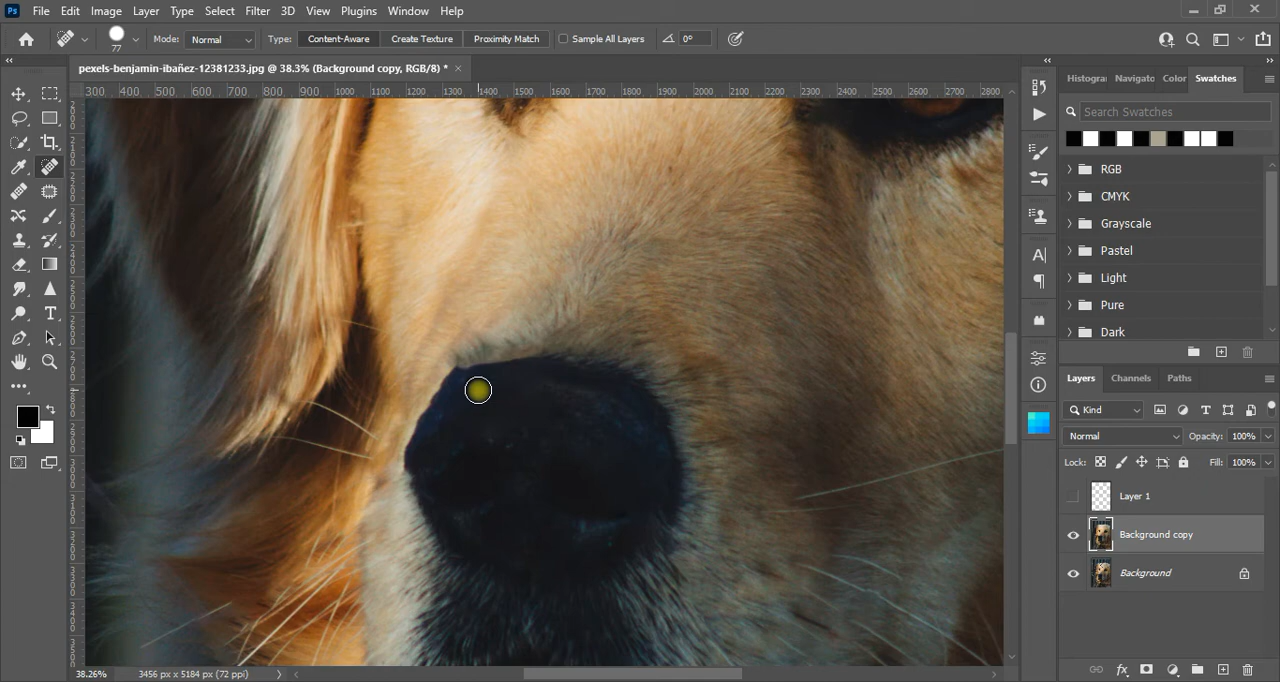 Ps File Edit Image Layer Type Select Filter 3D View Plugins Window Help
77 Mode: Normal Type: Content-Aware Create Texture Proximity Match Sample All Layers 0°
pexels-benjamin-ibañez-12381233.jpg @ 38.3% (Background copy, RGB/8) *
300 400 500 600 700 800 900 1000 1100 1200 1300 1400 1500 1600 1700 1800 1900 2000 2100 2200 2300 2400 2500 2600 2700 2800
Histogra Navigato Color Swatches
Search Swatches
RGB
CMYK
Grayscale
Pastel
Light
Pure
Dark
Layers Channels Paths
Kind
Normal Opacity: 100%
Lock: Fill: 100%
Layer 1
Background copy
Background
38.26% 3456 px x 5184 px (72 ppi)